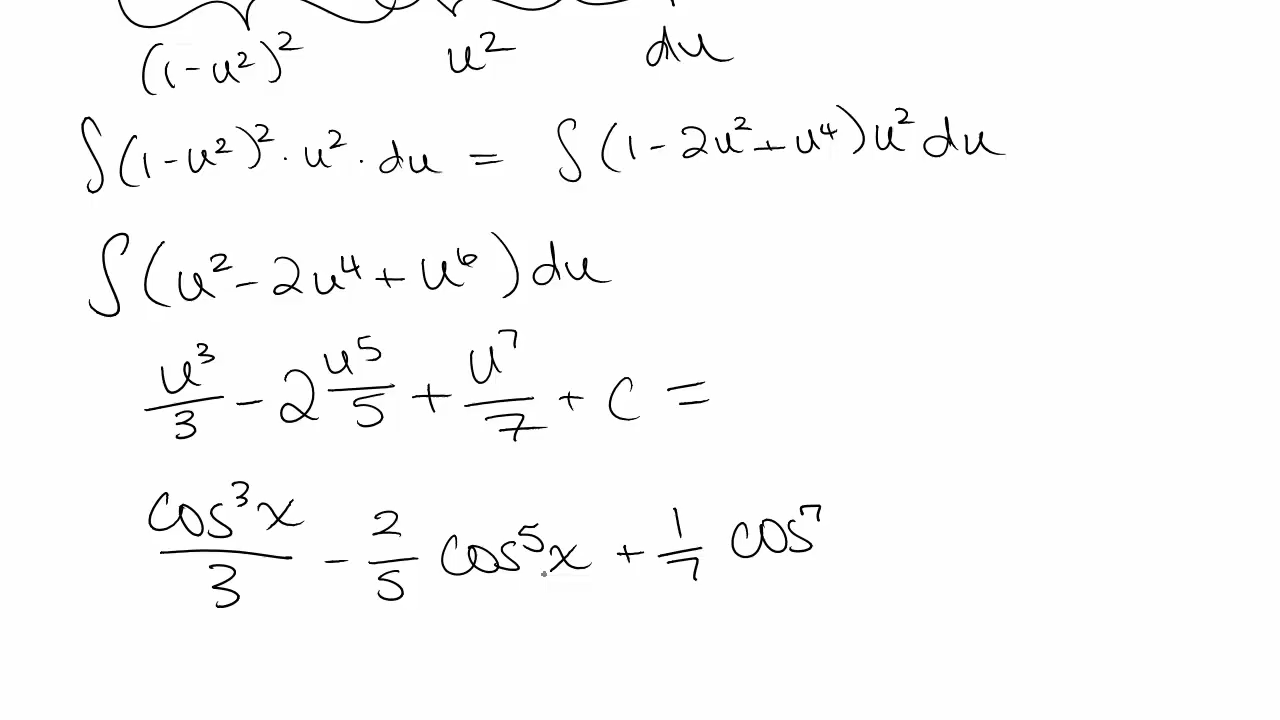 (1-u²)² u² du
∫(1-u²)²·u²·du = ∫(1-2u²+u⁴)u²du
∫(u²-2u⁴+u⁶)du
u³/3 - 2 u⁵/5 + u⁷/7 + c =
cos³x/3 - 2/5 cos⁵x + 1/7 cos⁷